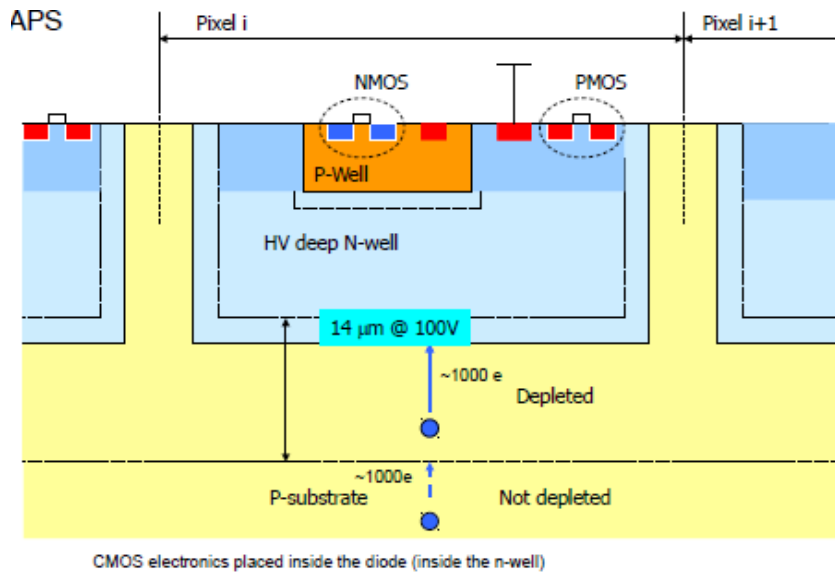 APS
Pixel i
Pixel i+1
NMOS
PMOS
P-Well
HV deep N-well
14 μm @ 100V
~1000 e
Depleted
~1000e
P-substrate
Not depleted
CMOS electronics placed inside the diode (inside the n-well)